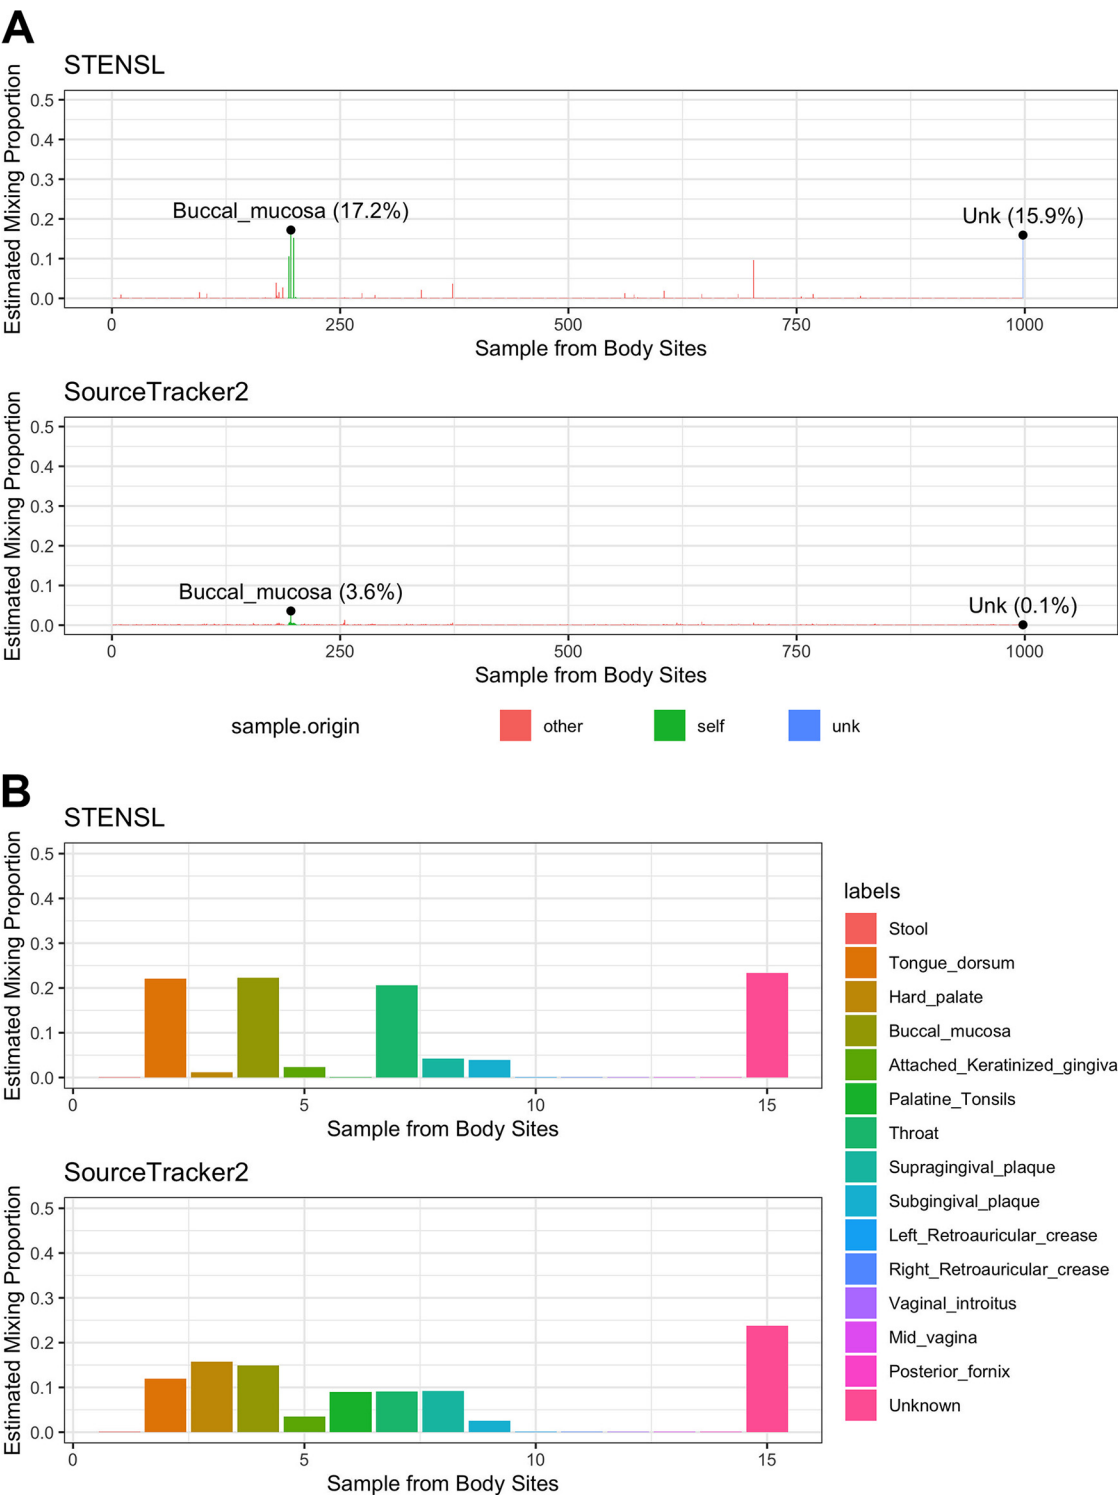 A
STENSL
Estimated Mixing Proportion
0.5
0.4
0.3
0.2
0.1
0.0
Buccal_mucosa (17.2%)
Unk (15.9%)
0 250 500 750 1000
Sample from Body Sites
SourceTracker2
Estimated Mixing Proportion
0.5
0.4
0.3
0.2
0.1
0.0
Buccal_mucosa (3.6%)
Unk (0.1%)
0 250 500 750 1000
Sample from Body Sites
sample.origin other self unk
B
STENSL
Estimated Mixing Proportion
0.5
0.4
0.3
0.2
0.1
0.0
0 5 10 15
Sample from Body Sites
SourceTracker2
Estimated Mixing Proportion
0.5
0.4
0.3
0.2
0.1
0.0
0 5 10 15
Sample from Body Sites
labels
Stool
Tongue_dorsum
Hard_palate
Buccal_mucosa
Attached_Keratinized_gingiva
Palatine_Tonsils
Throat
Supragingival_plaque
Subgingival_plaque
Left_Retroauricular_crease
Right_Retroauricular_crease
Vaginal_introitus
Mid_vagina
Posterior_fornix
Unknown